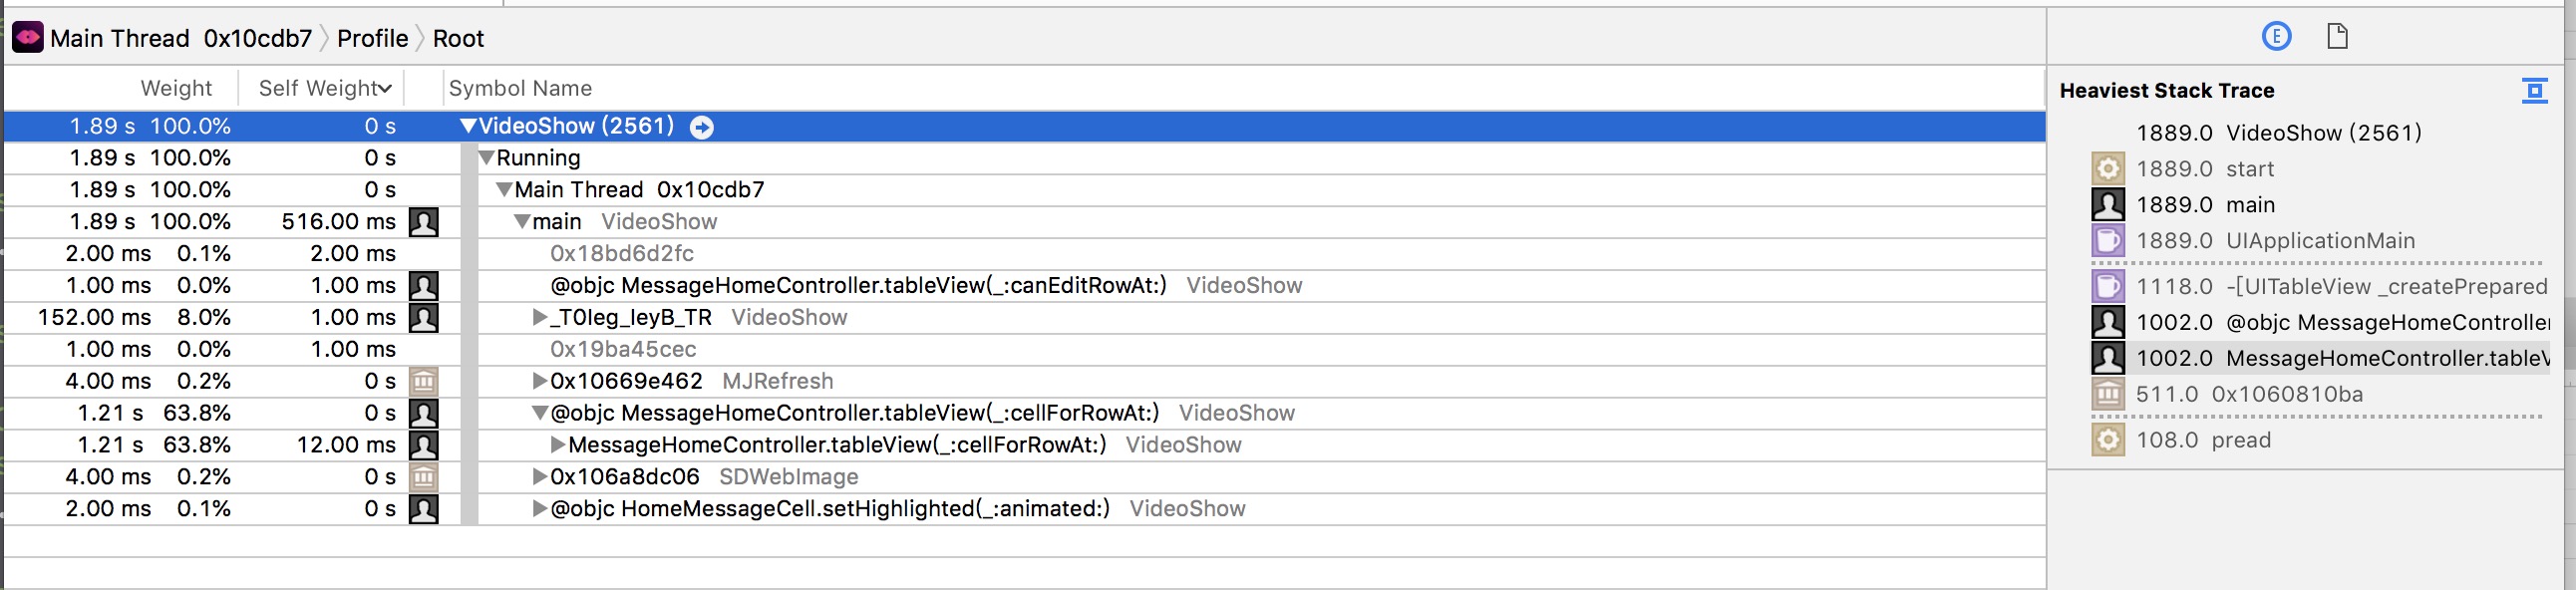 Main Thread 0x10cdb7 Profile Root
Weight Self Weight Symbol Name
1.89 s 100.0% 0 s VideoShow (2561)
1.89 s 100.0% 0 s Running
1.89 s 100.0% 0 s Main Thread 0x10cdb7
1.89 s 100.0% 516.00 ms main VideoShow
2.00 ms 0.1% 2.00 ms 0x18bd6d2fc
1.00 ms 0.0% 1.00 ms @objc MessageHomeController.tableView(_:canEditRowAt:) VideoShow
152.00 ms 8.0% 1.00 ms _T0Ieg_IeyB_TR VideoShow
1.00 ms 0.0% 1.00 ms 0x19ba45cec
4.00 ms 0.2% 0 s 0x10669e462 MJRefresh
1.21 s 63.8% 0 s @objc MessageHomeController.tableView(_:cellForRowAt:) VideoShow
1.21 s 63.8% 12.00 ms MessageHomeController.tableView(_:cellForRowAt:) VideoShow
4.00 ms 0.2% 0 s 0x106a8dc06 SDWebImage
2.00 ms 0.1% 0 s @objc HomeMessageCell.setHighlighted(_:animated:) VideoShow
E
Heaviest Stack Trace
1889.0 VideoShow (2561)
1889.0 start
1889.0 main
1889.0 UIApplicationMain
1118.0 -[UITableView _createPrepared
1002.0 @objc MessageHomeController
1002.0 MessageHomeController.tableV
511.0 0x1060810ba
108.0 pread